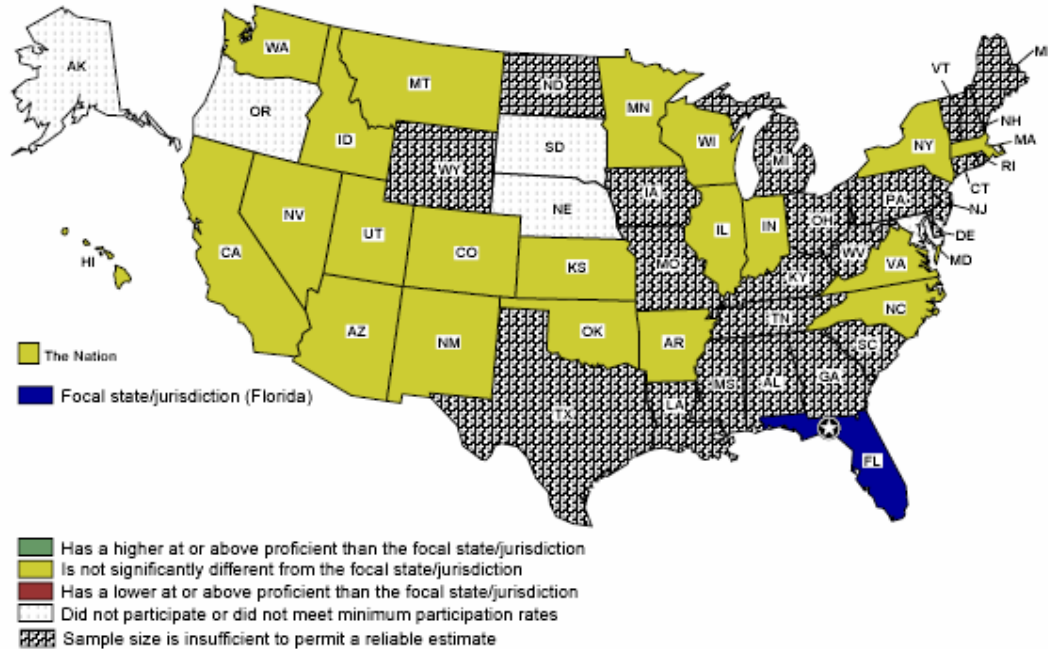 M
WA
VT
AK
MT
ND
MN
NH
OR
MA
ID
WI
NY
SD
MI
RI
WY
CT
IA
PA
NJ
NE
OH
NV
IL
IN
DE
UT
WV
CA
CO
MD
HI
KS
MO
VA
KY
NC
TN
AZ
OK
NM
AR
SC
The Nation
GA
MS
AL
Focal state/jurisdiction (Florida)
LA
TX
FL
Has a higher at or above proficient than the focal state/jurisdiction
Is not significantly different from the focal state/jurisdiction
Has a lower at or above proficient than the focal state/jurisdiction
Did not participate or did not meet minimum participation rates
Sample size is insufficient to permit a reliable estimate